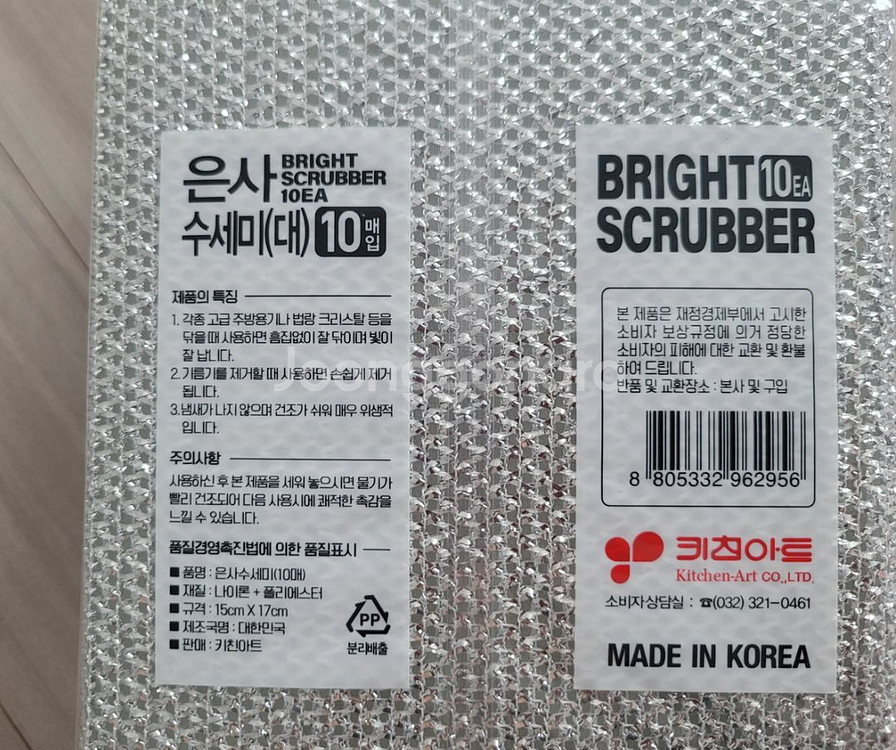 은사 BRIGHT
SCRUBBER
10EA
수세미(대) 10매입
제품의 특징
1. 각종 고급 주방용기나 법랑 크리스탈 등을
닦을 때 사용하면 흠집없이 잘 닦이며 빛이
잘 납니다.
2.기름기를 제거할 때 사용하면 손쉽게 제거
됩니다.
3.냄새가 나지 않으며 건조가 쉬워 매우 위생적
입니다.
주의사항
사용하신 후 본 제품을 세워 놓으시면 물기가
빨리 건조되어 다음 사용시에 쾌적한 촉감을
느낄 수 있습니다.
품질경영촉진법에 의한 품질표시
■ 품명 : 은사수세미(10매)
■ 재질 : 나이론 + 폴리에스터
■ 규격 : 15cm X 17cm
■ 제조국명 : 대한민국
■ 판매 : 키친아트
PP
분리배출
BRIGHT 10EA
SCRUBBER
본 제품은 재정경제부에서 고시한
소비자 보상규정에 의거 정당한
소비자의 피해에 대한 교환 및 환불
하여 드립니다.
반품 및 교환장소 : 본사 및 구입
8 805332 962956
키친아트
Kitchen-Art CO.,LTD.
소비자상담실 : ☎(032) 321-0461
MADE IN KOREA